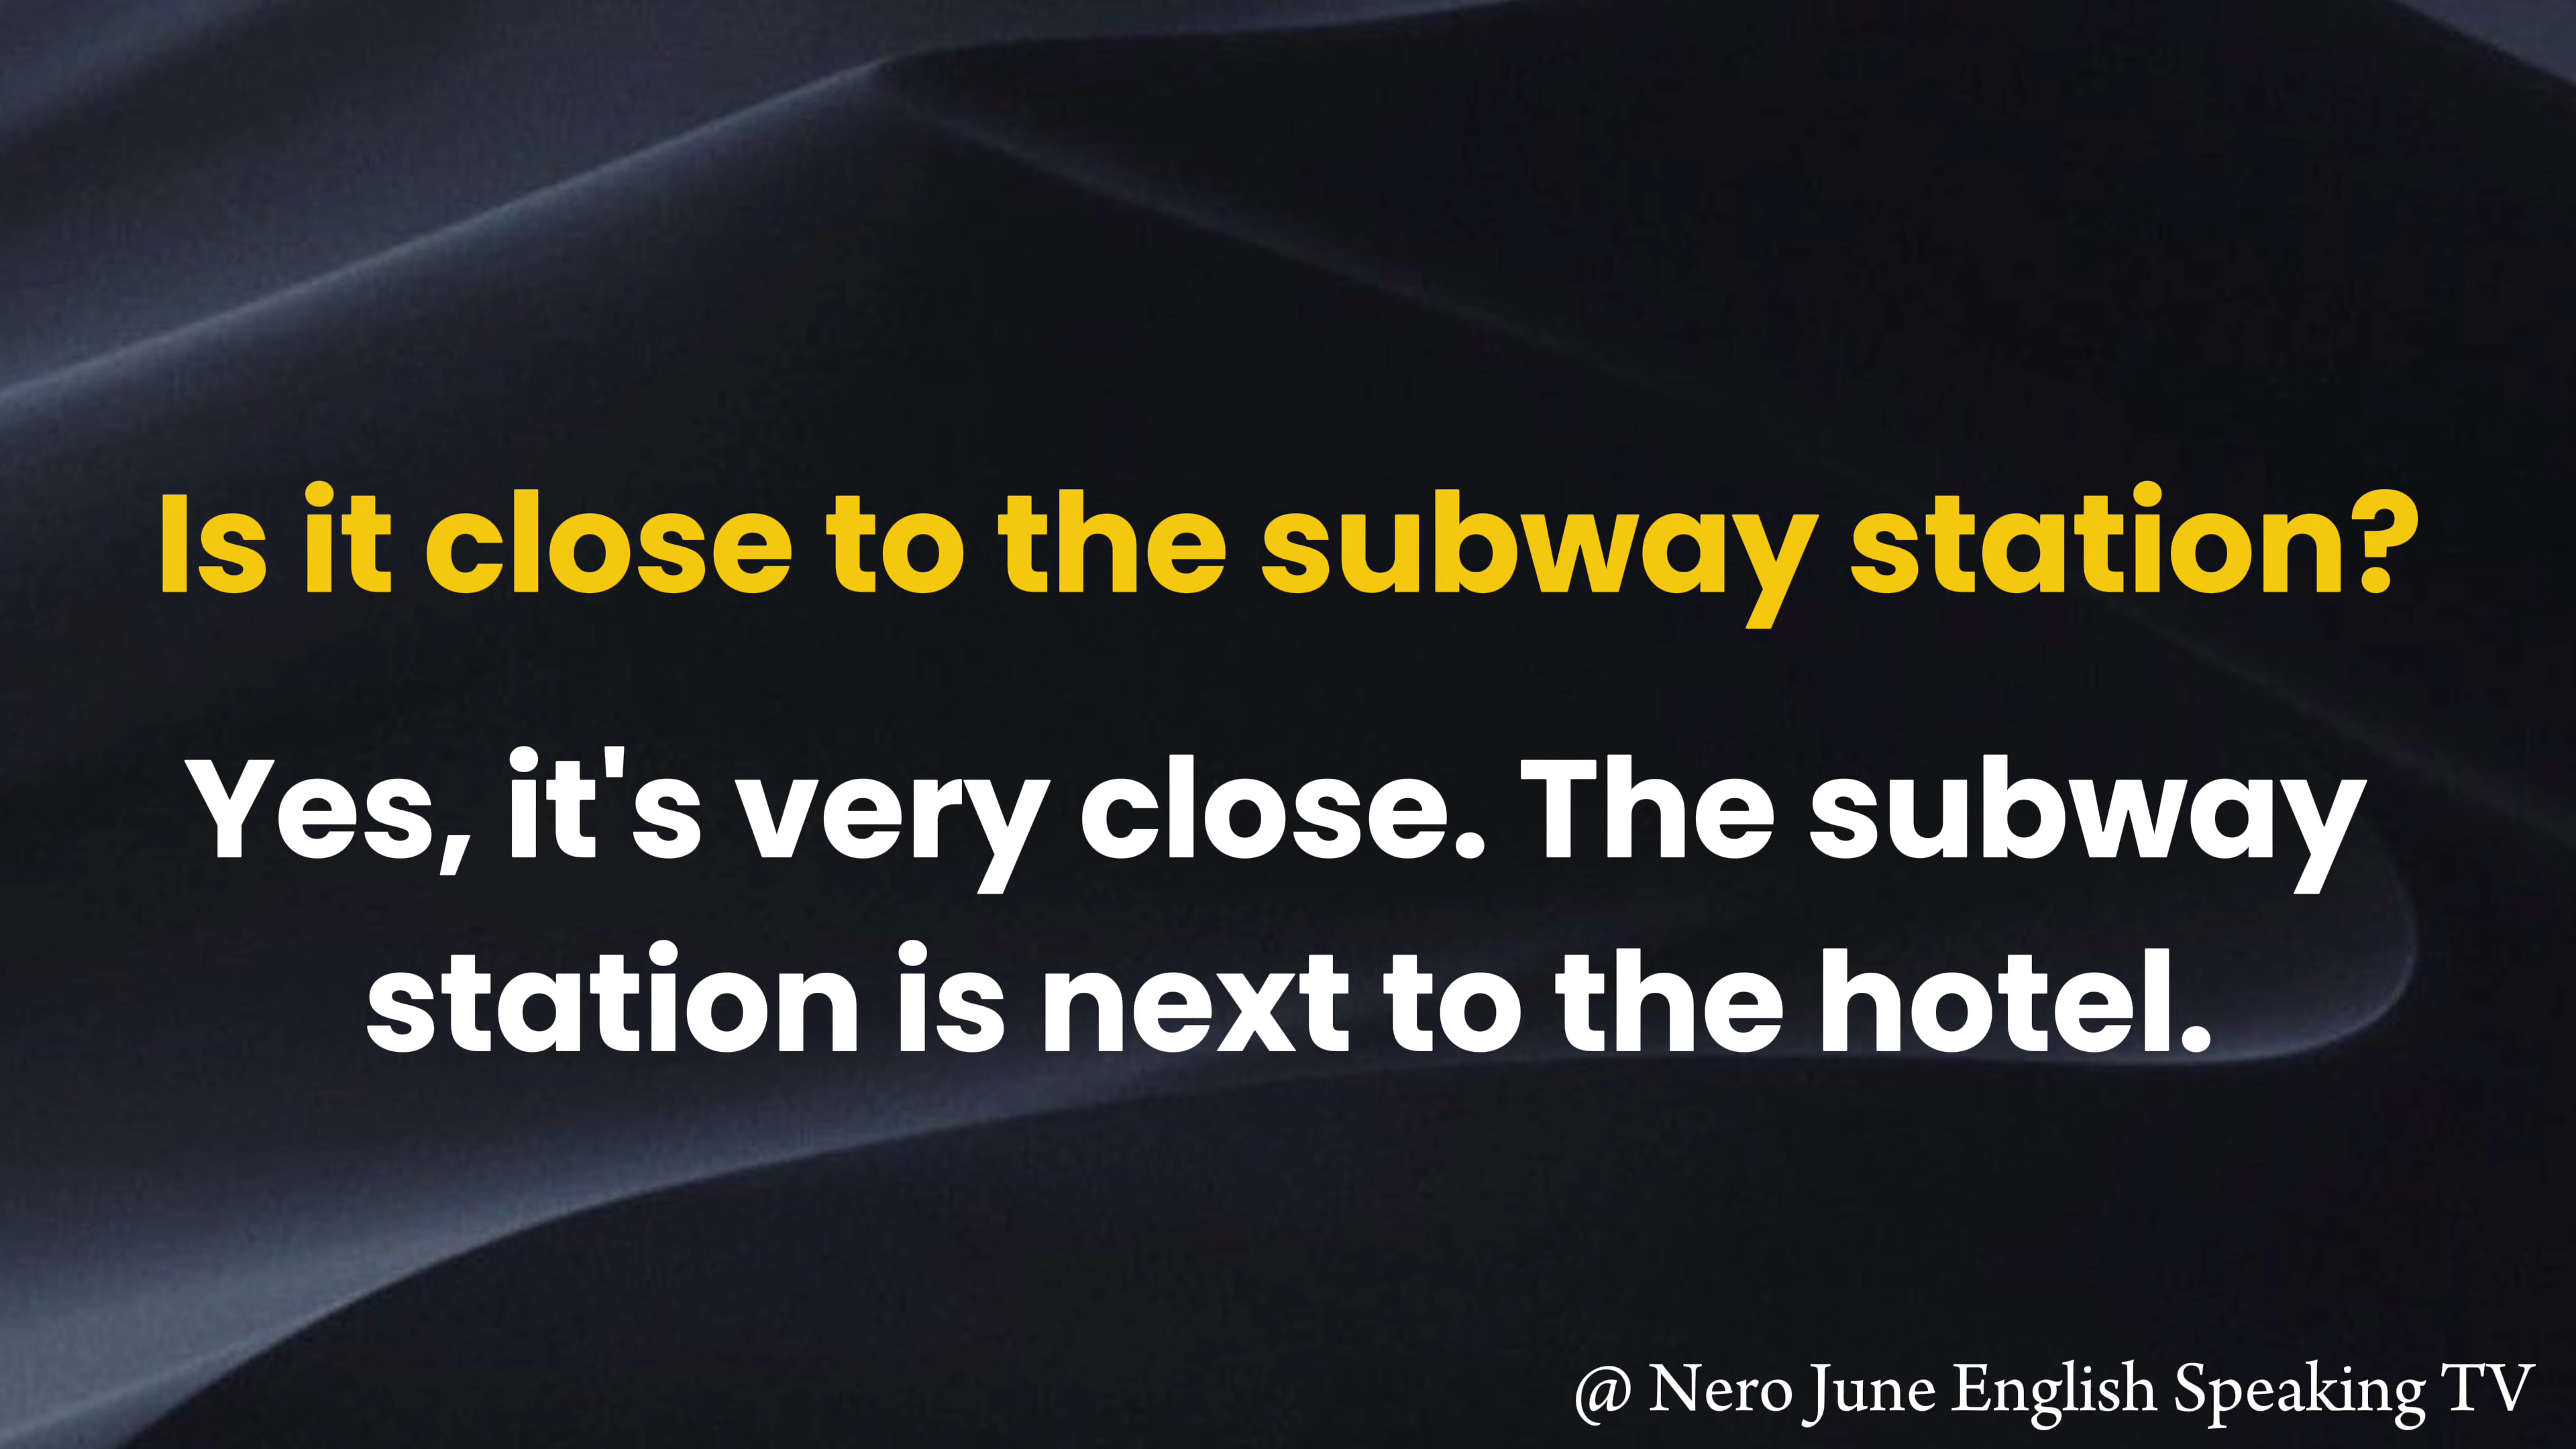 Is it close to the subway station?
Yes, it's very close. The subway
station is next to the hotel.
@ Nero June English Speaking TV